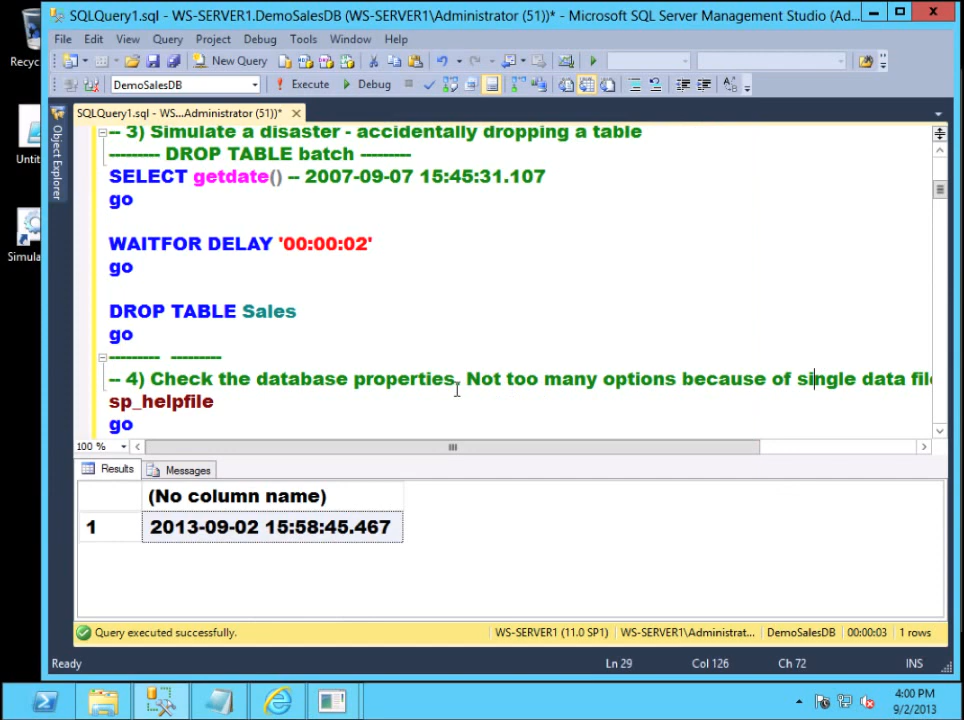 SQLQuery1.sql - WS-SERVER1.DemoSalesDB (WS-SERVER1\Administrator (51))* - Microsoft SQL Server Management Studio (Ad...
Recyc
File Edit View Query Project Debug Tools Window Help
New Query
DemoSalesDB Execute Debug
SQLQuery1.sql - WS...Administrator (51))*
Object Explorer
-- 3) Simulate a disaster - accidentally dropping a table
--------- DROP TABLE batch ---------
SELECT getdate() -- 2007-09-07 15:45:31.107
go
WAITFOR DELAY '00:00:02'
go
DROP TABLE Sales
go
--------- ---------
-- 4) Check the database properties. Not too many options because of single data file
sp_helpfile
go
Untit
Simula
100 %
Results Messages
(No column name)
1 2013-09-02 15:58:45.467
Query executed successfully. WS-SERVER1 (11.0 SP1) WS-SERVER1\Administrat... DemoSalesDB 00:00:03 1 rows
Ready Ln 29 Col 126 Ch 72 INS
4:00 PM
9/2/2013